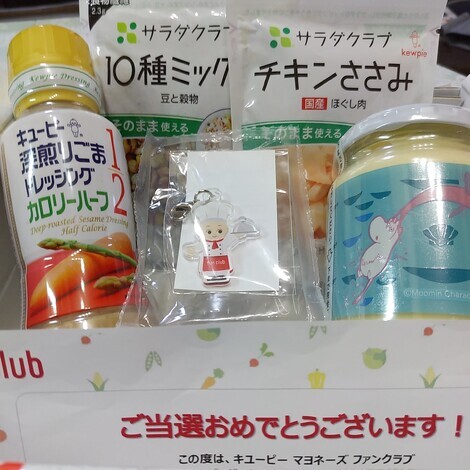 サラダクラブ
10種ミック
豆と穀物
そのまま使える
サラダクラブ
kewpie
チキンささみ
国産 ほぐし肉
そのまま使える
Kewpie Dressing
キユーピー
深煎りごま
ドレッシング
カロリーハーフ
1/2
Deep-roasted Sesame Dressing
Half Calorie
©Moomin Charac
lub
ご当選おめでとうございます!
この度は、キユーピー マヨネーズ ファンクラブ